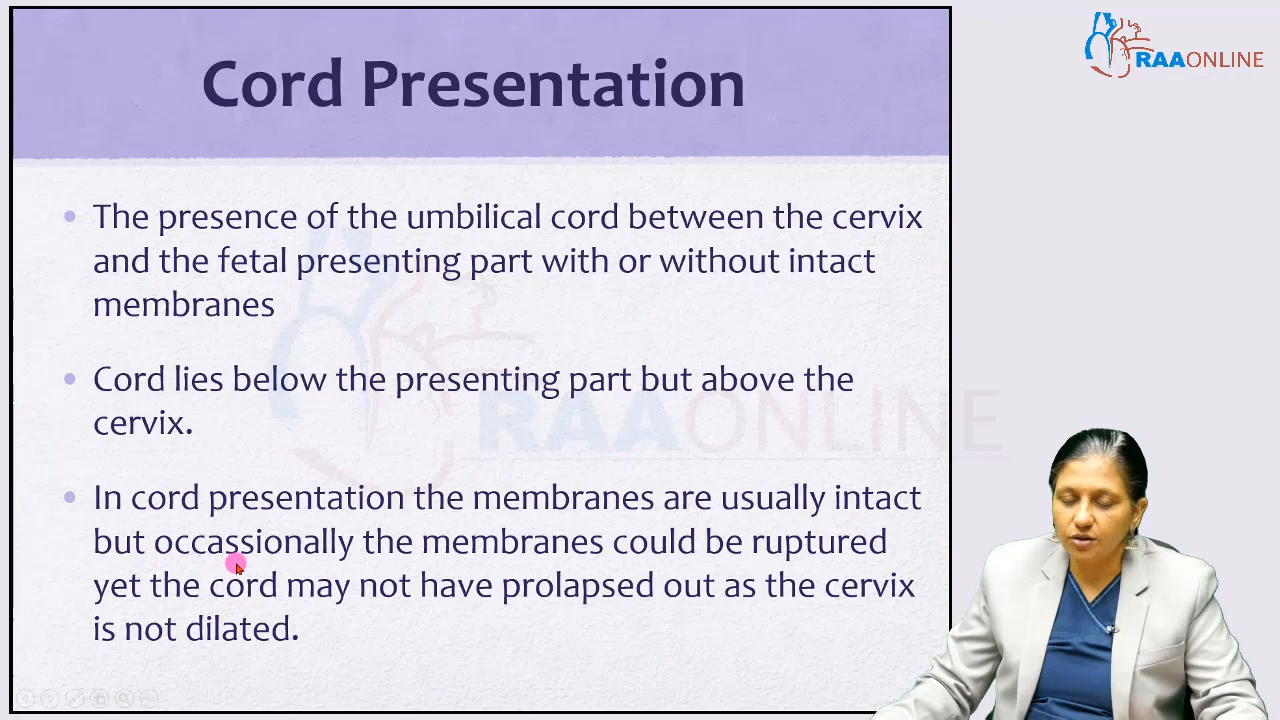 Cord Presentation
RAAONLINE
• The presence of the umbilical cord between the cervix
and the fetal presenting part with or without intact
membranes
• Cord lies below the presenting part but above the
cervix.
RAAONLINE
• In cord presentation the membranes are usually intact
but occassionally the membranes could be ruptured
yet the cord may not have prolapsed out as the cervix
is not dilated.